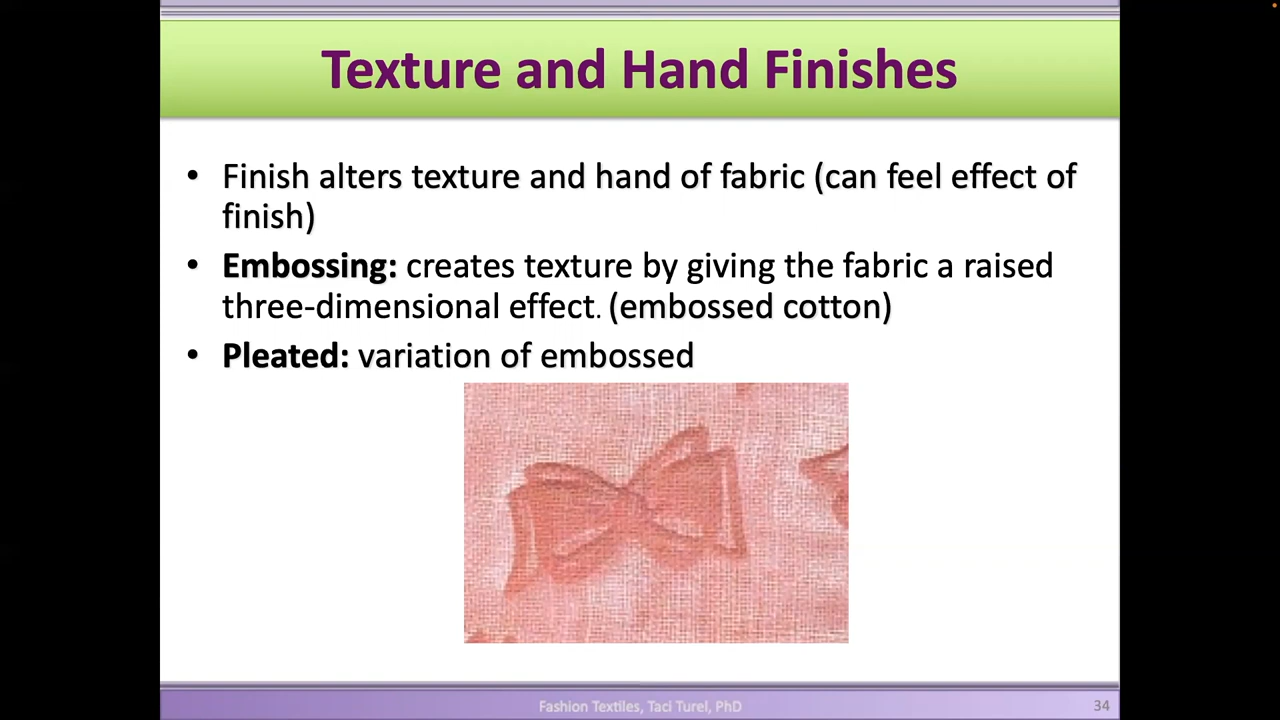 Texture and Hand Finishes
• Finish alters texture and hand of fabric (can feel effect of
finish)
• Embossing: creates texture by giving the fabric a raised
three-dimensional effect. (embossed cotton)
• Pleated: variation of embossed
Fashion Textiles, Taci Turel, PhD
34